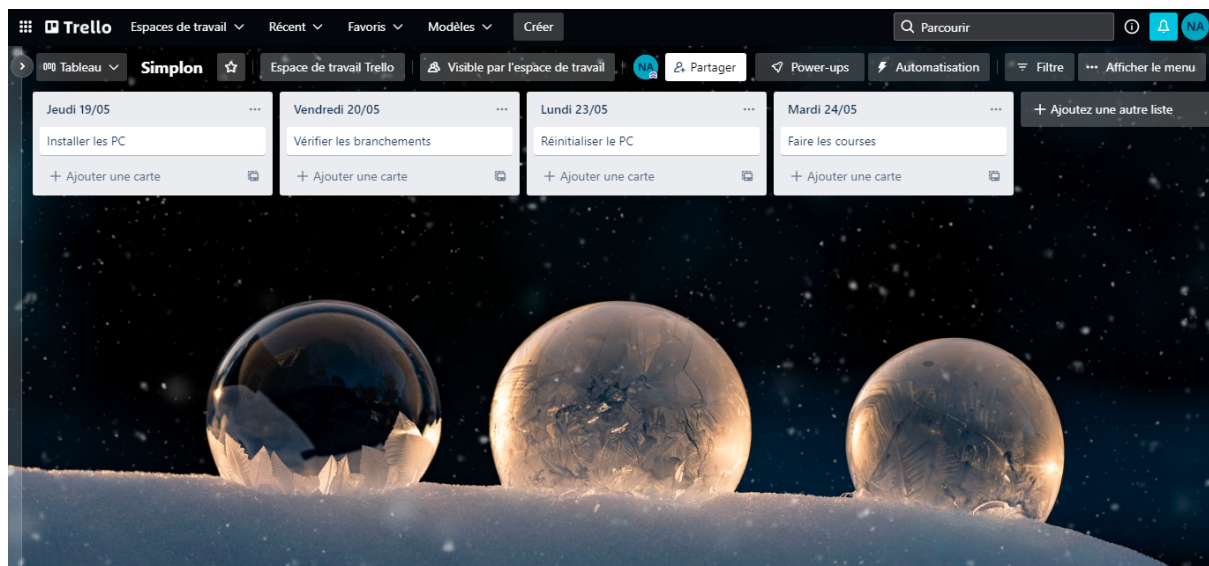 Trello Espaces de travail Récent Favoris Modèles Créer Parcourir NA
Tableau Simplon Espace de travail Trello Visible par l'espace de travail NA Partager Power-ups Automatisation Filtre Afficher le menu
Jeudi 19/05 Vendredi 20/05 Lundi 23/05 Mardi 24/05 + Ajoutez une autre liste
Installer les PC Vérifier les branchements Réinitialiser le PC Faire les courses
+ Ajouter une carte + Ajouter une carte + Ajouter une carte + Ajouter une carte